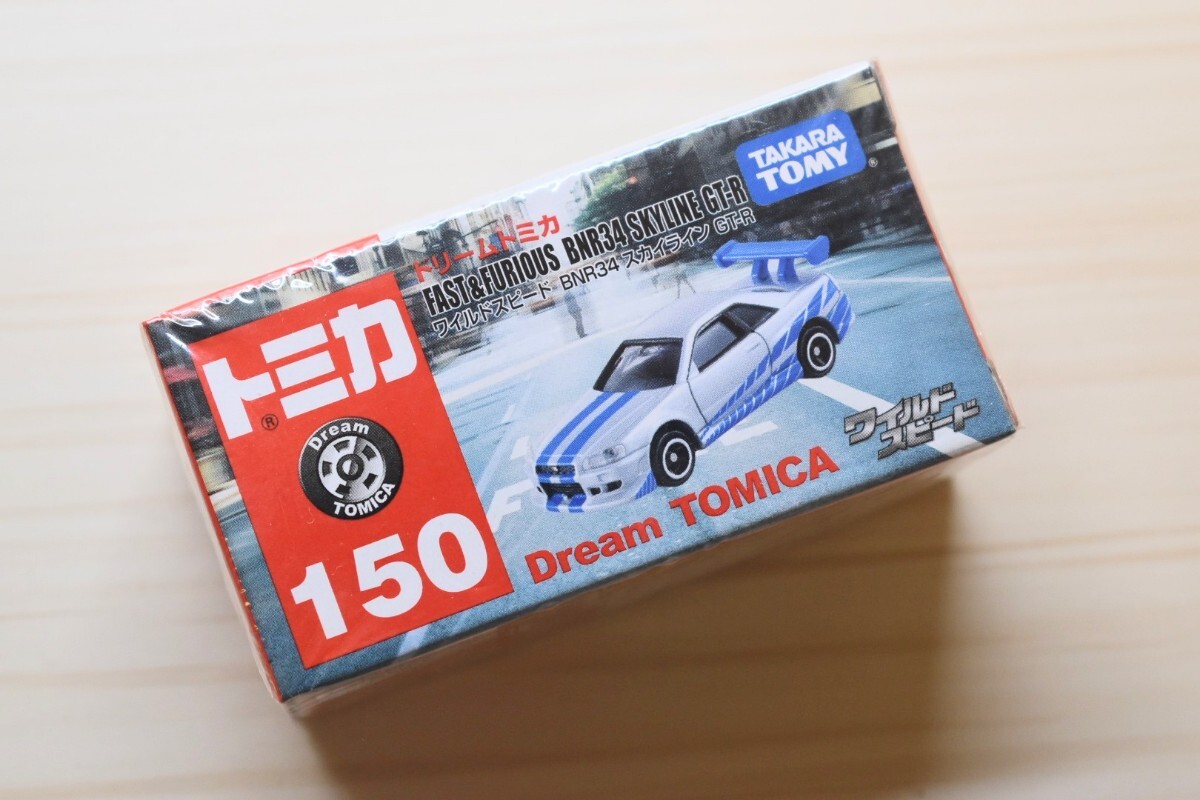 TAKARA
TOMY®
ドリームトミカ
FAST&FURIOUS BNR34 SKYLINE GT-R
ワイルドスピード BNR34 スカイライン GT-R
トミカ®
Dream
TOMICA
150
Dream TOMICA
ワイルド
スピード